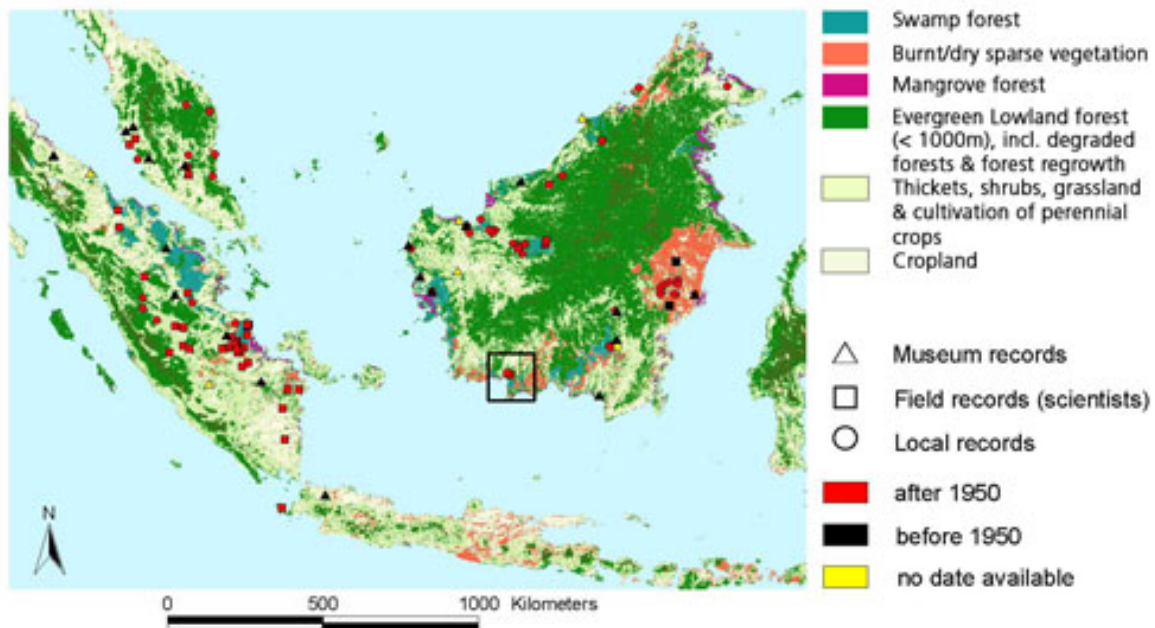 Swamp forest
Burnt/dry sparse vegetation
Mangrove forest
Evergreen Lowland forest
(< 1000m), incl. degraded
forests & forest regrowth
Thickets, shrubs, grassland
& cultivation of perennial
crops
Cropland
Museum records
Field records (scientists)
Local records
after 1950
before 1950
no date available
N
0 500 1000 Kilometers